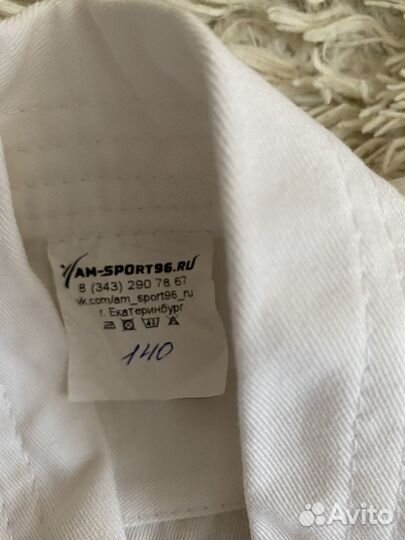 AM-SPORT96.RU
8 (343) 290 78 67
vk.com/am_sport96_ru
г. Екатеринбург
140
Avito